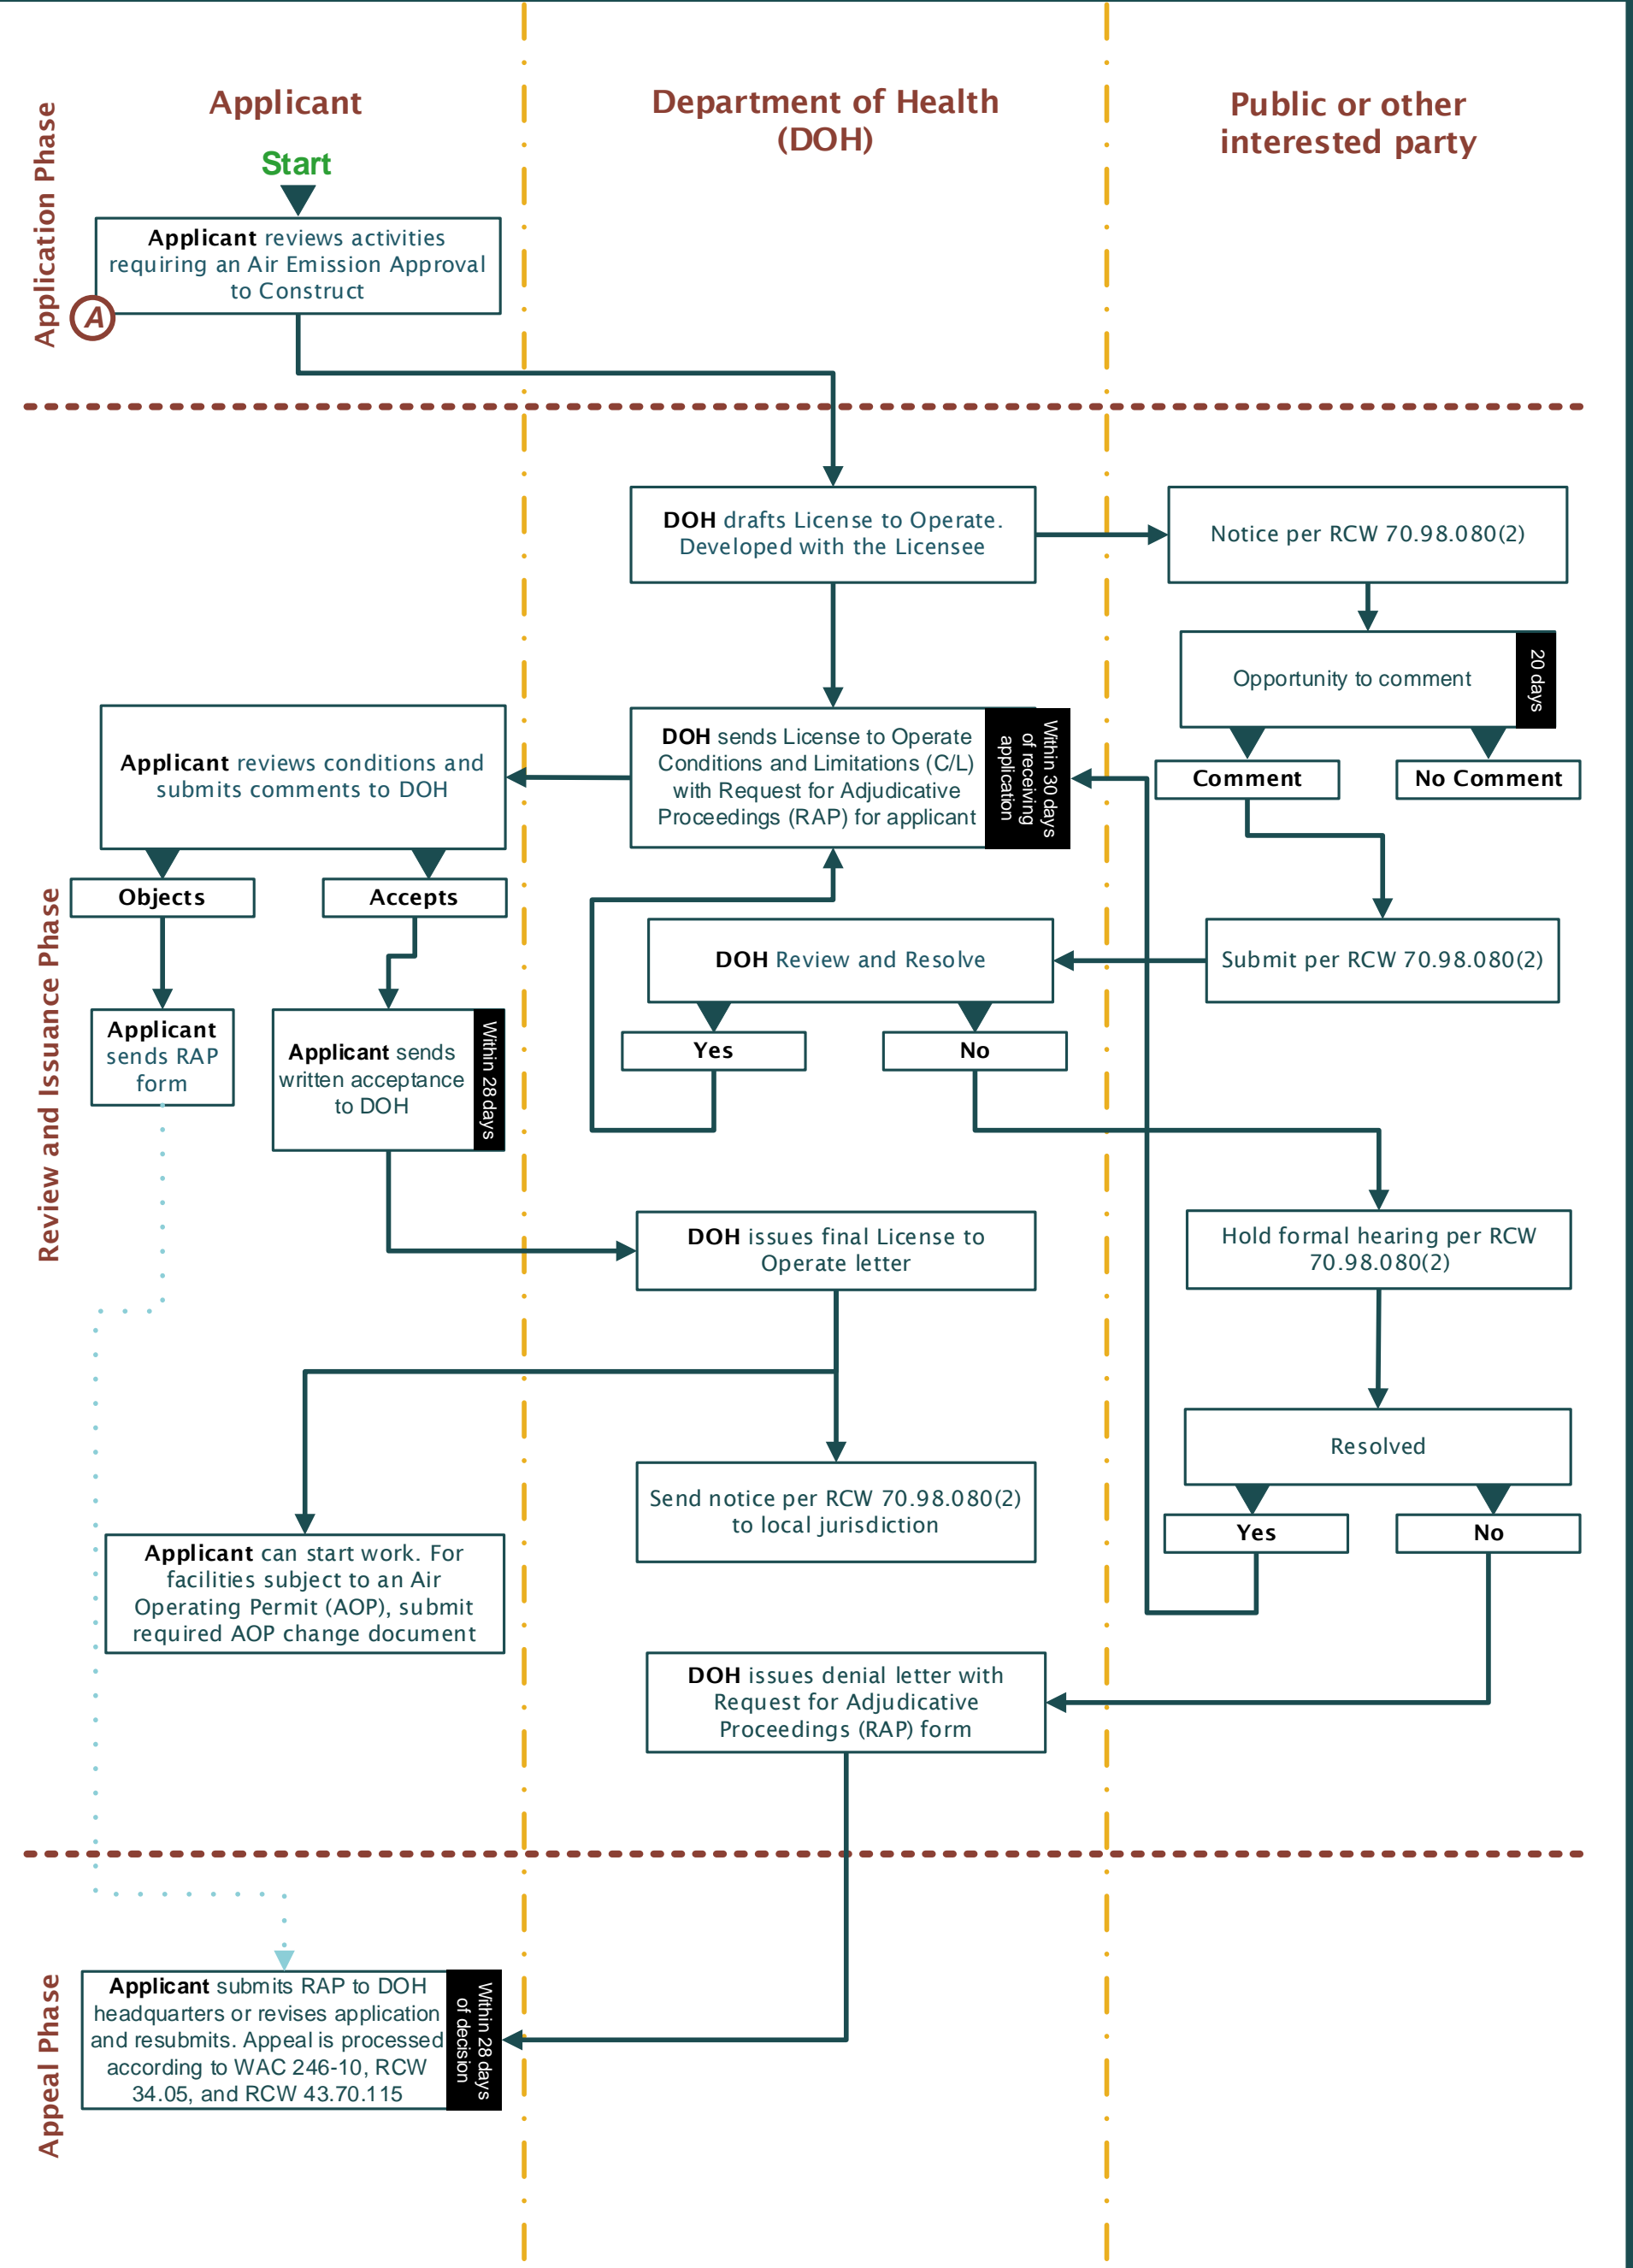 Applicant
Department of Health
(DOH)
Public or other
interested party
Application Phase
Start
Applicant reviews activities
requiring an Air Emission Approval
to Construct
A
Review and Issuance Phase
DOH drafts License to Operate.
Developed with the Licensee
Notice per RCW 70.98.080(2)
Opportunity to comment
20 days
Comment
No Comment
DOH sends License to Operate
Conditions and Limitations (C/L)
with Request for Adjudicative
Proceedings (RAP) for applicant
Within 30 days
of receiving
application
Applicant reviews conditions and
submits comments to DOH
Objects
Accepts
DOH Review and Resolve
Submit per RCW 70.98.080(2)
Yes
No
Applicant
sends RAP
form
Applicant sends
written acceptance
to DOH
Within 28 days
DOH issues final License to
Operate letter
Hold formal hearing per RCW
70.98.080(2)
Resolved
Yes
No
Send notice per RCW 70.98.080(2)
to local jurisdiction
Applicant can start work. For
facilities subject to an Air
Operating Permit (AOP), submit
required AOP change document
DOH issues denial letter with
Request for Adjudicative
Proceedings (RAP) form
Appeal Phase
Applicant submits RAP to DOH
headquarters or revises application
and resubmits. Appeal is processed
according to WAC 246-10, RCW
34.05, and RCW 43.70.115
Within 28 days
of decision